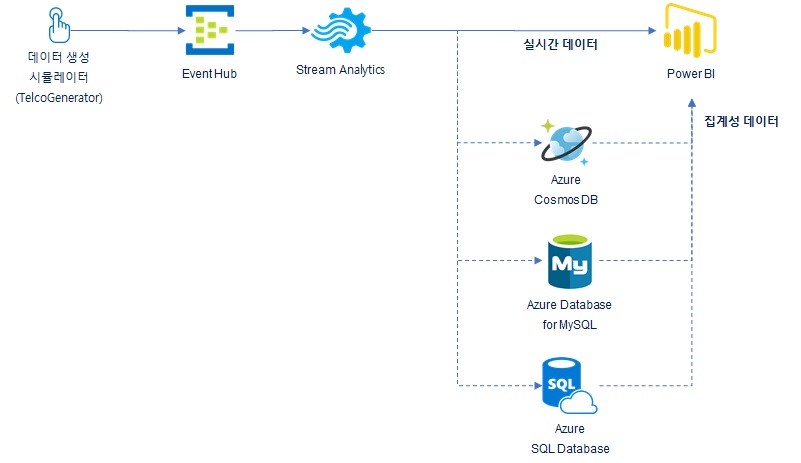 데이터 생성
시뮬레이터
(TelcoGenerator)
Event Hub
Stream Analytics
실시간 데이터
Power BI
집계성 데이터
Azure
Cosmos DB
My
Azure Database
for MySQL
SQL
Azure
SQL Database